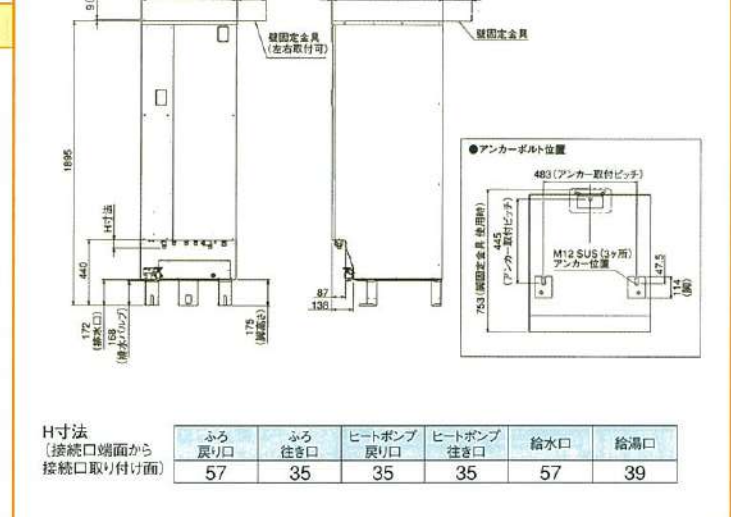 壁固定金具
(左右取付可)
壁固定金具
1895
H寸法
440
172
(排水口)
168
(排水バルブ)
175
(脚高さ)
87
138
●アンカーボルト位置
483(アンカー取付ピッチ)
753(脚固定金具 使用時)
445
(アンカー取付ピッチ)
M12 SUS(3ヶ所)
アンカー位置
47.5
114
(脚)
H寸法
(接続口端面から
接続口取り付け面)
ふろ
戻り口
ふろ
往き口
ヒートポンプ
戻り口
ヒートポンプ
往き口
給水口
給湯口
57 35 35 35 57 39